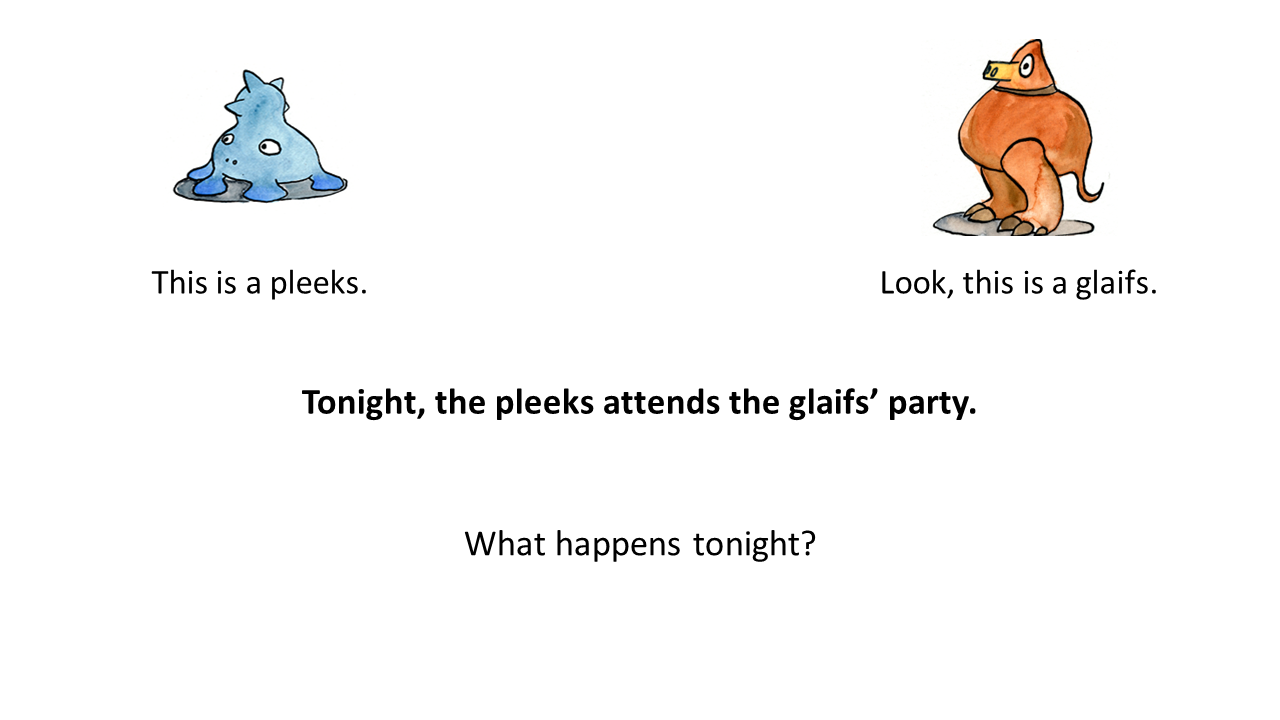 This is a pleeks.
Look, this is a glaifs.
Tonight, the pleeks attends the glaifs’ party.
What happens tonight?